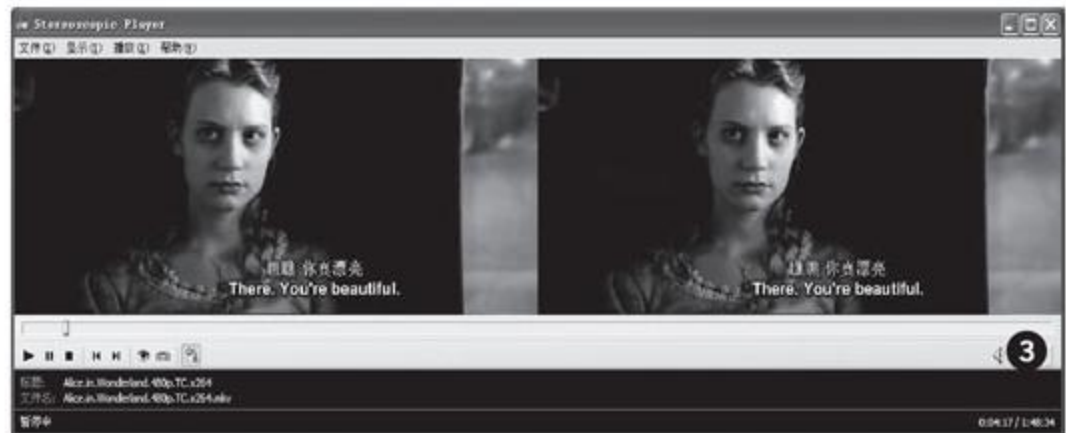 Stereoscopic Player
文件(F) 显示(V) 播放(P) 帮助(H)
你真漂亮
There. You're beautiful.
你真漂亮
There. You're beautiful.
3
标题: Alice.in.Wonderland.480p.TC.x264
文件名: Alice.in.Wonderland.480p.TC.x264.mkv
暂停中
0:04:17 / 1:48:34